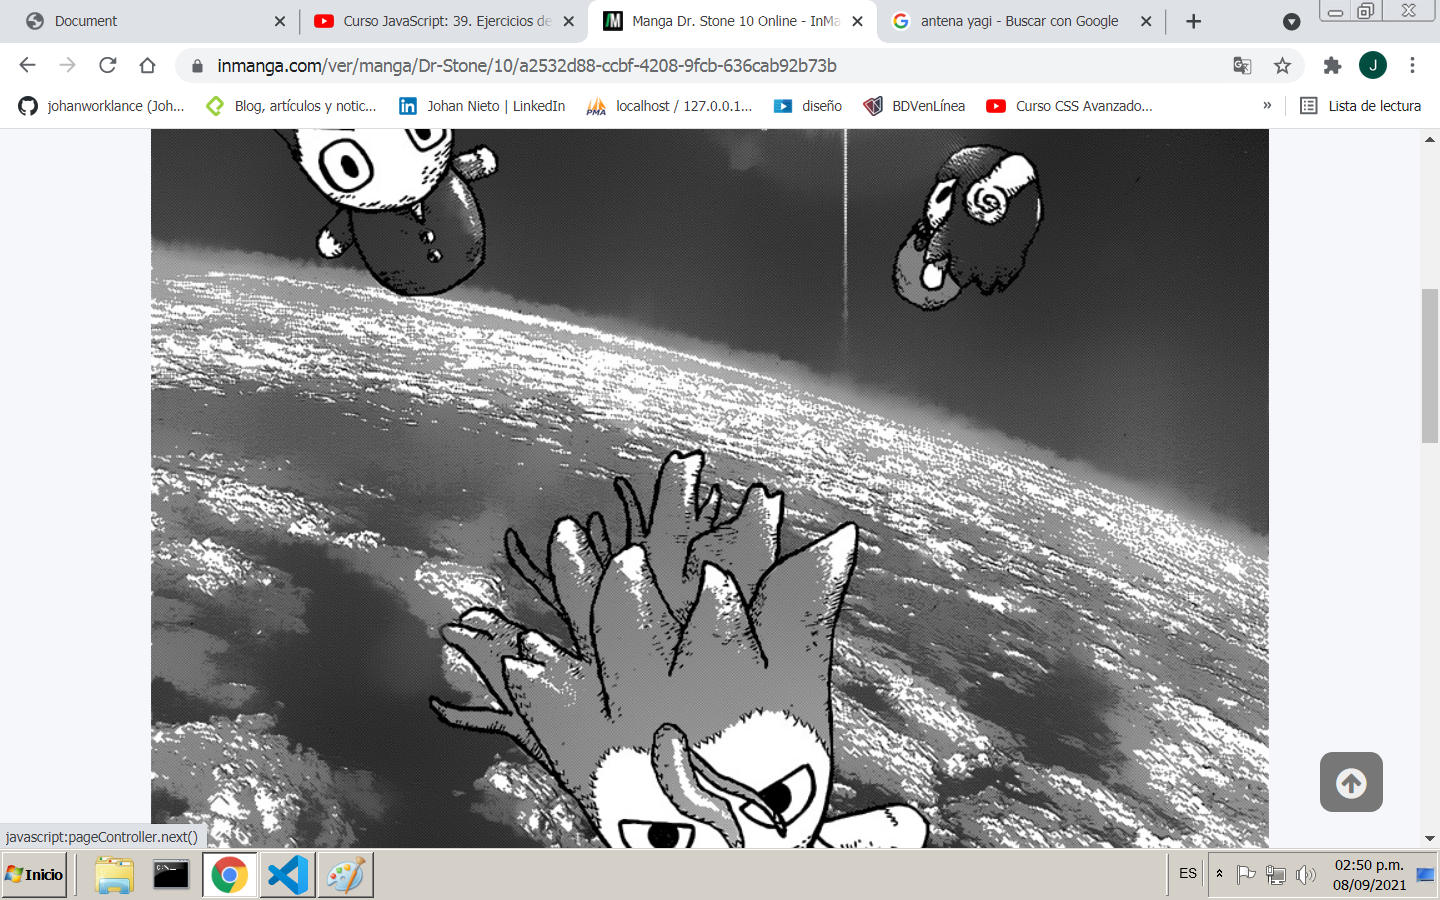 Document
Curso JavaScript: 39. Ejercicios de
Manga Dr. Stone 10 Online - InMa
antena yagi - Buscar con Google
inmanga.com/ver/manga/Dr-Stone/10/a2532d88-ccbf-4208-9fcb-636cab92b73b
J
johanworklance (Joh...
Blog, artículos y notic...
Johan Nieto | LinkedIn
localhost / 127.0.0.1...
diseño
BDVenLínea
Curso CSS Avanzado...
»
Lista de lectura
javascript:pageController.next()
Inicio
ES
02:50 p.m.
08/09/2021